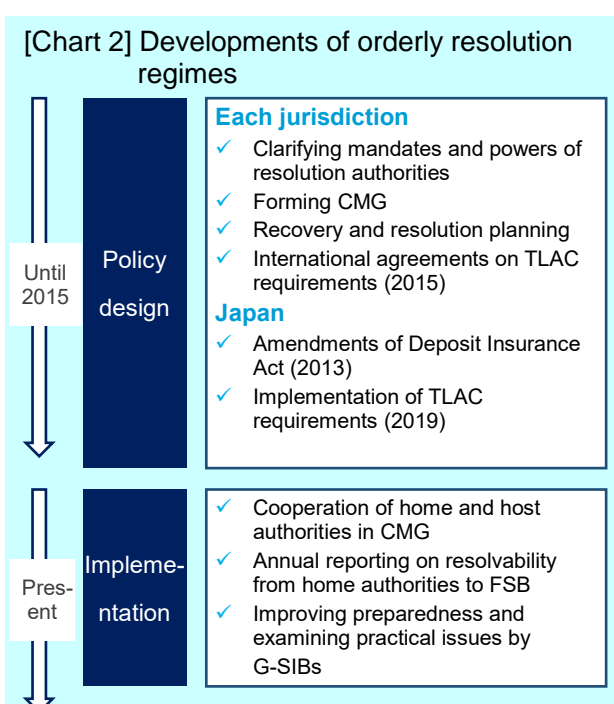 [Chart 2] Developments of orderly resolution
regimes
Until
2015
Policy
design
Each jurisdiction
✓ Clarifying mandates and powers of
resolution authorities
✓ Forming CMG
✓ Recovery and resolution planning
✓ International agreements on TLAC
requirements (2015)
Japan
✓ Amendments of Deposit Insurance
Act (2013)
✓ Implementation of TLAC
requirements (2019)
Pres-
ent
Impleme-
ntation
✓ Cooperation of home and host
authorities in CMG
✓ Annual reporting on resolvability
from home authorities to FSB
✓ Improving preparedness and
examining practical issues by
G-SIBs